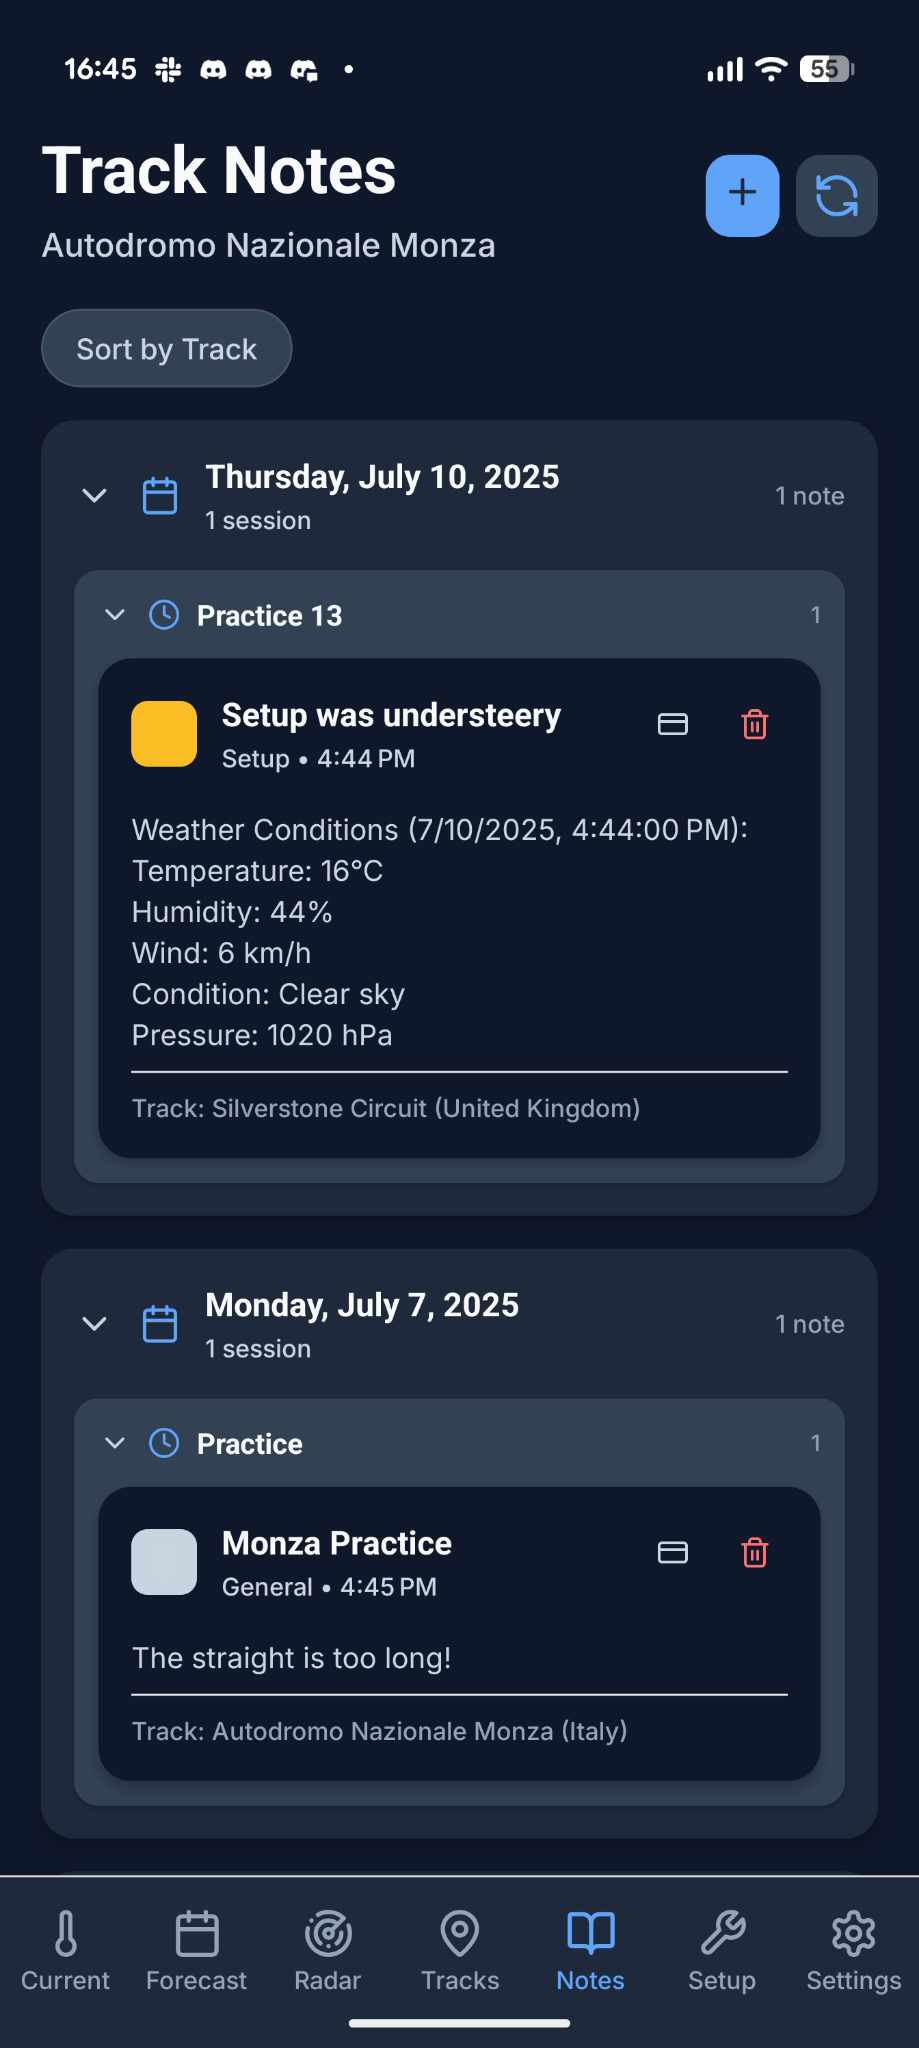 16:45
55
Track Notes
Autodromo Nazionale Monza
Sort by Track
Thursday, July 10, 2025
1 session
1 note
Practice 13
1
Setup was understeery
Setup • 4:44 PM
Weather Conditions (7/10/2025, 4:44:00 PM):
Temperature: 16°C
Humidity: 44%
Wind: 6 km/h
Condition: Clear sky
Pressure: 1020 hPa
Track: Silverstone Circuit (United Kingdom)
Monday, July 7, 2025
1 session
1 note
Practice
1
Monza Practice
General • 4:45 PM
The straight is too long!
Track: Autodromo Nazionale Monza (Italy)
Current
Forecast
Radar
Tracks
Notes
Setup
Settings